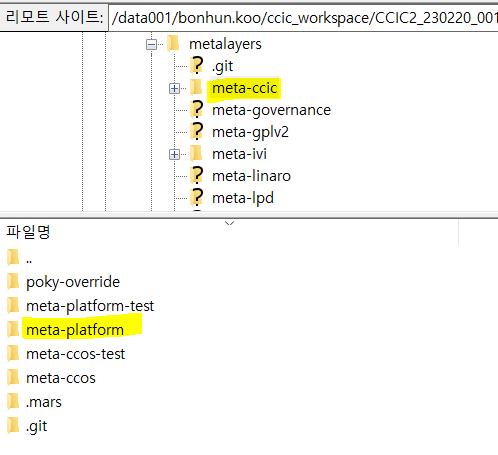 리모트 사이트: /data001/bonhun.koo/ccic_workspace/CCIC2_230220_001
metalayers
.git
meta-ccic
meta-governance
meta-gplv2
meta-ivi
meta-linaro
meta-lpd
파일명
..
poky-override
meta-platform-test
meta-platform
meta-ccos-test
meta-ccos
.mars
.git